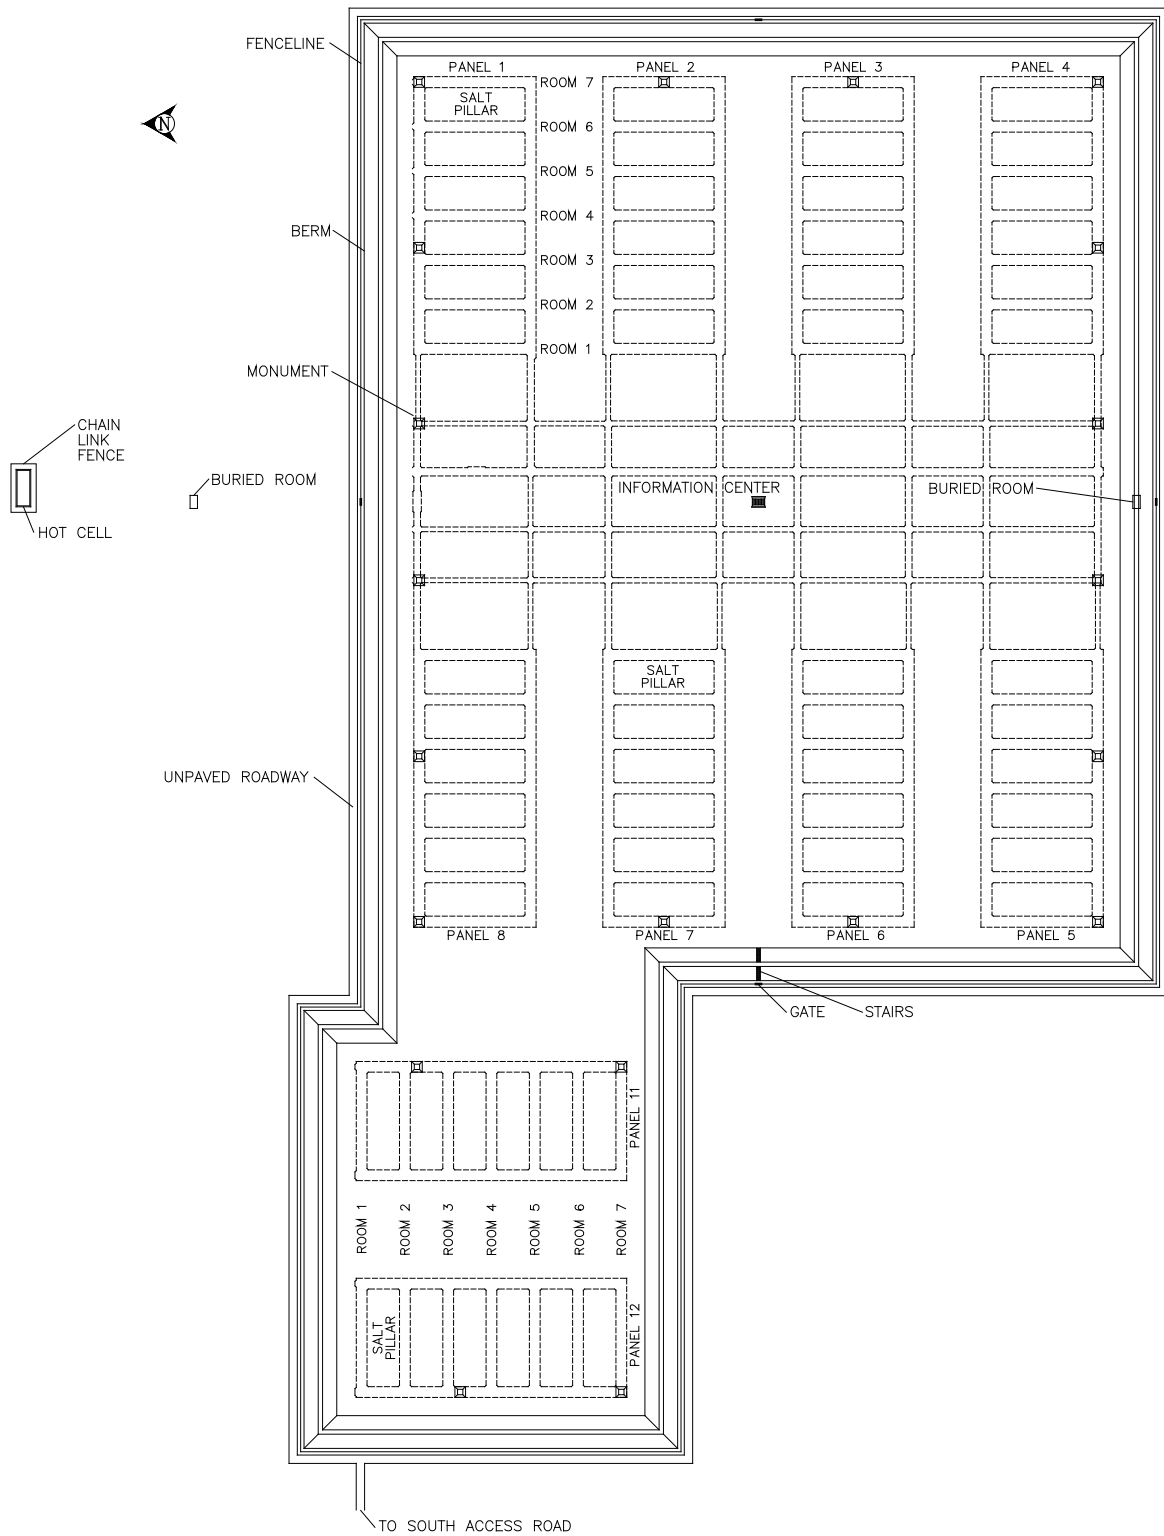 FENCELINE
PANEL 1
PANEL 2
PANEL 3
PANEL 4
ROOM 7
SALT
PILLAR
N
ROOM 6
ROOM 5
ROOM 4
BERM
ROOM 3
ROOM 2
ROOM 1
MONUMENT
CHAIN
LINK
FENCE
BURIED ROOM
INFORMATION CENTER
BURIED ROOM
HOT CELL
SALT
PILLAR
UNPAVED ROADWAY
PANEL 8
PANEL 7
PANEL 6
PANEL 5
GATE
STAIRS
PANEL 11
ROOM 1
ROOM 2
ROOM 3
ROOM 4
ROOM 5
ROOM 6
ROOM 7
SALT
PILLAR
PANEL 12
TO SOUTH ACCESS ROAD